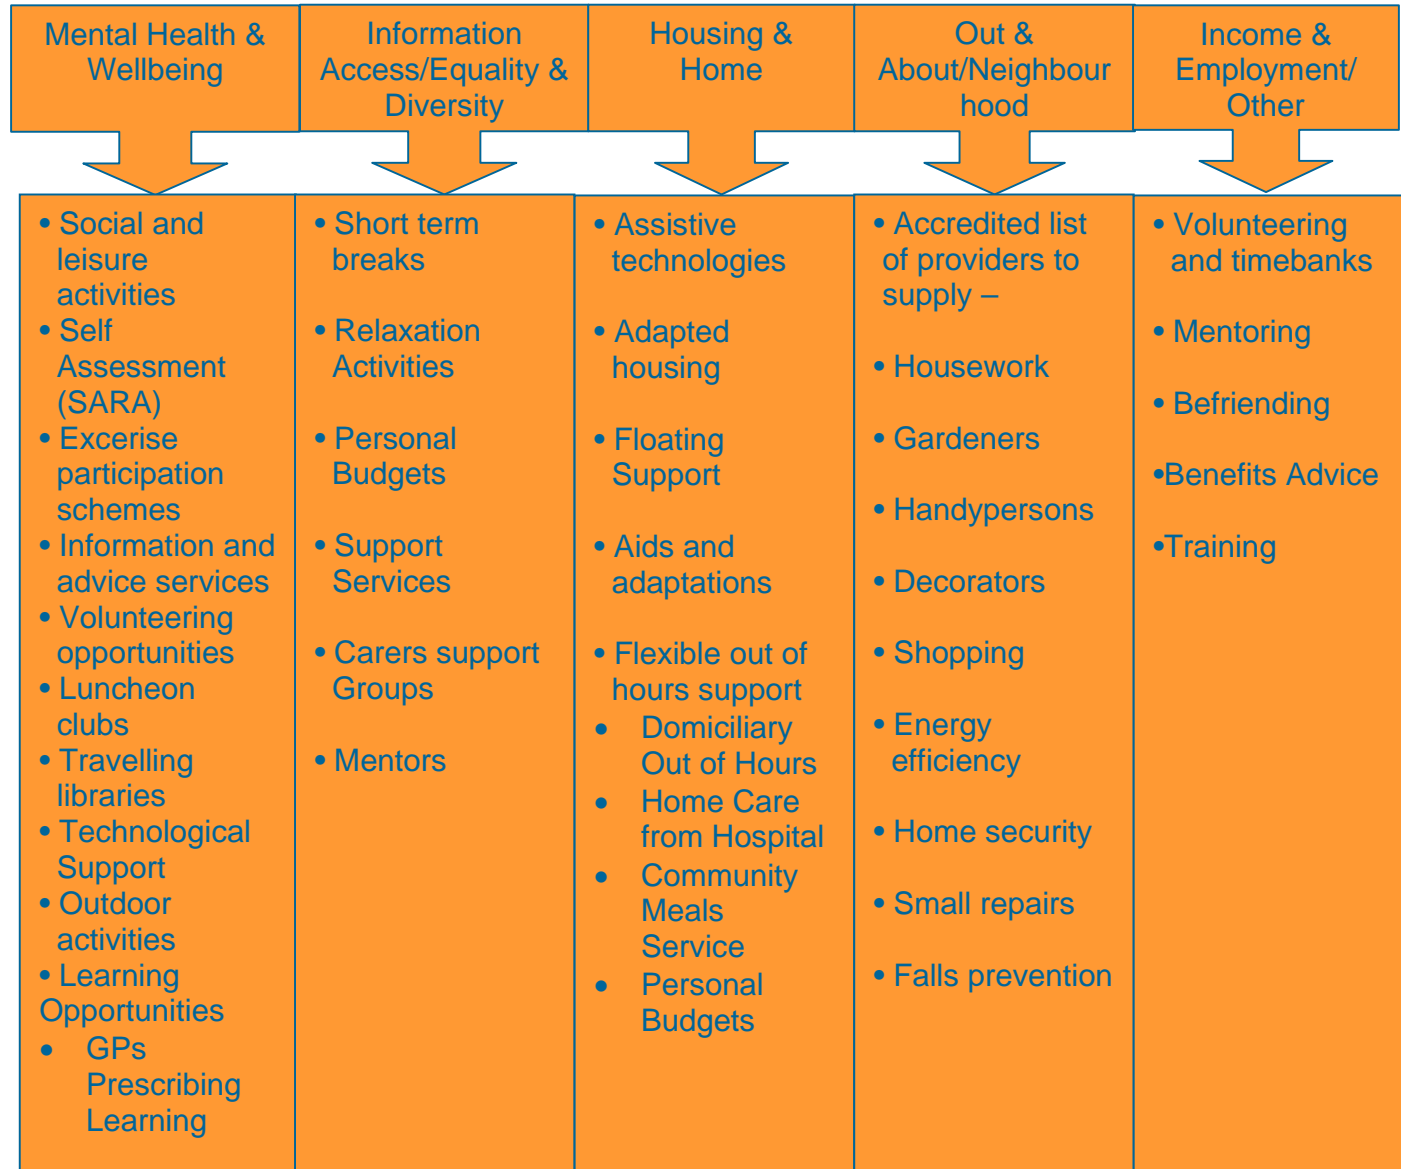 Mental Health &
Wellbeing
Information
Access/Equality &
Diversity
Housing &
Home
Out &
About/Neighbour
hood
Income &
Employment/
Other
• Social and
leisure
activities
• Self
Assessment
(SARA)
• Excerise
participation
schemes
• Information and
advice services
• Volunteering
opportunities
• Luncheon
clubs
• Travelling
libraries
• Technological
Support
• Outdoor
activities
• Learning
Opportunities
• GPs
Prescribing
Learning
• Short term
breaks
• Relaxation
Activities
• Personal
Budgets
• Support
Services
• Carers support
Groups
• Mentors
• Assistive
technologies
• Adapted
housing
• Floating
Support
• Aids and
adaptations
• Flexible out of
hours support
• Domiciliary
Out of Hours
• Home Care
from Hospital
• Community
Meals
Service
• Personal
Budgets
• Accredited list
of providers to
supply –
• Housework
• Gardeners
• Handypersons
• Decorators
• Shopping
• Energy
efficiency
• Home security
• Small repairs
• Falls prevention
• Volunteering
and timebanks
• Mentoring
• Befriending
•Benefits Advice
•Training